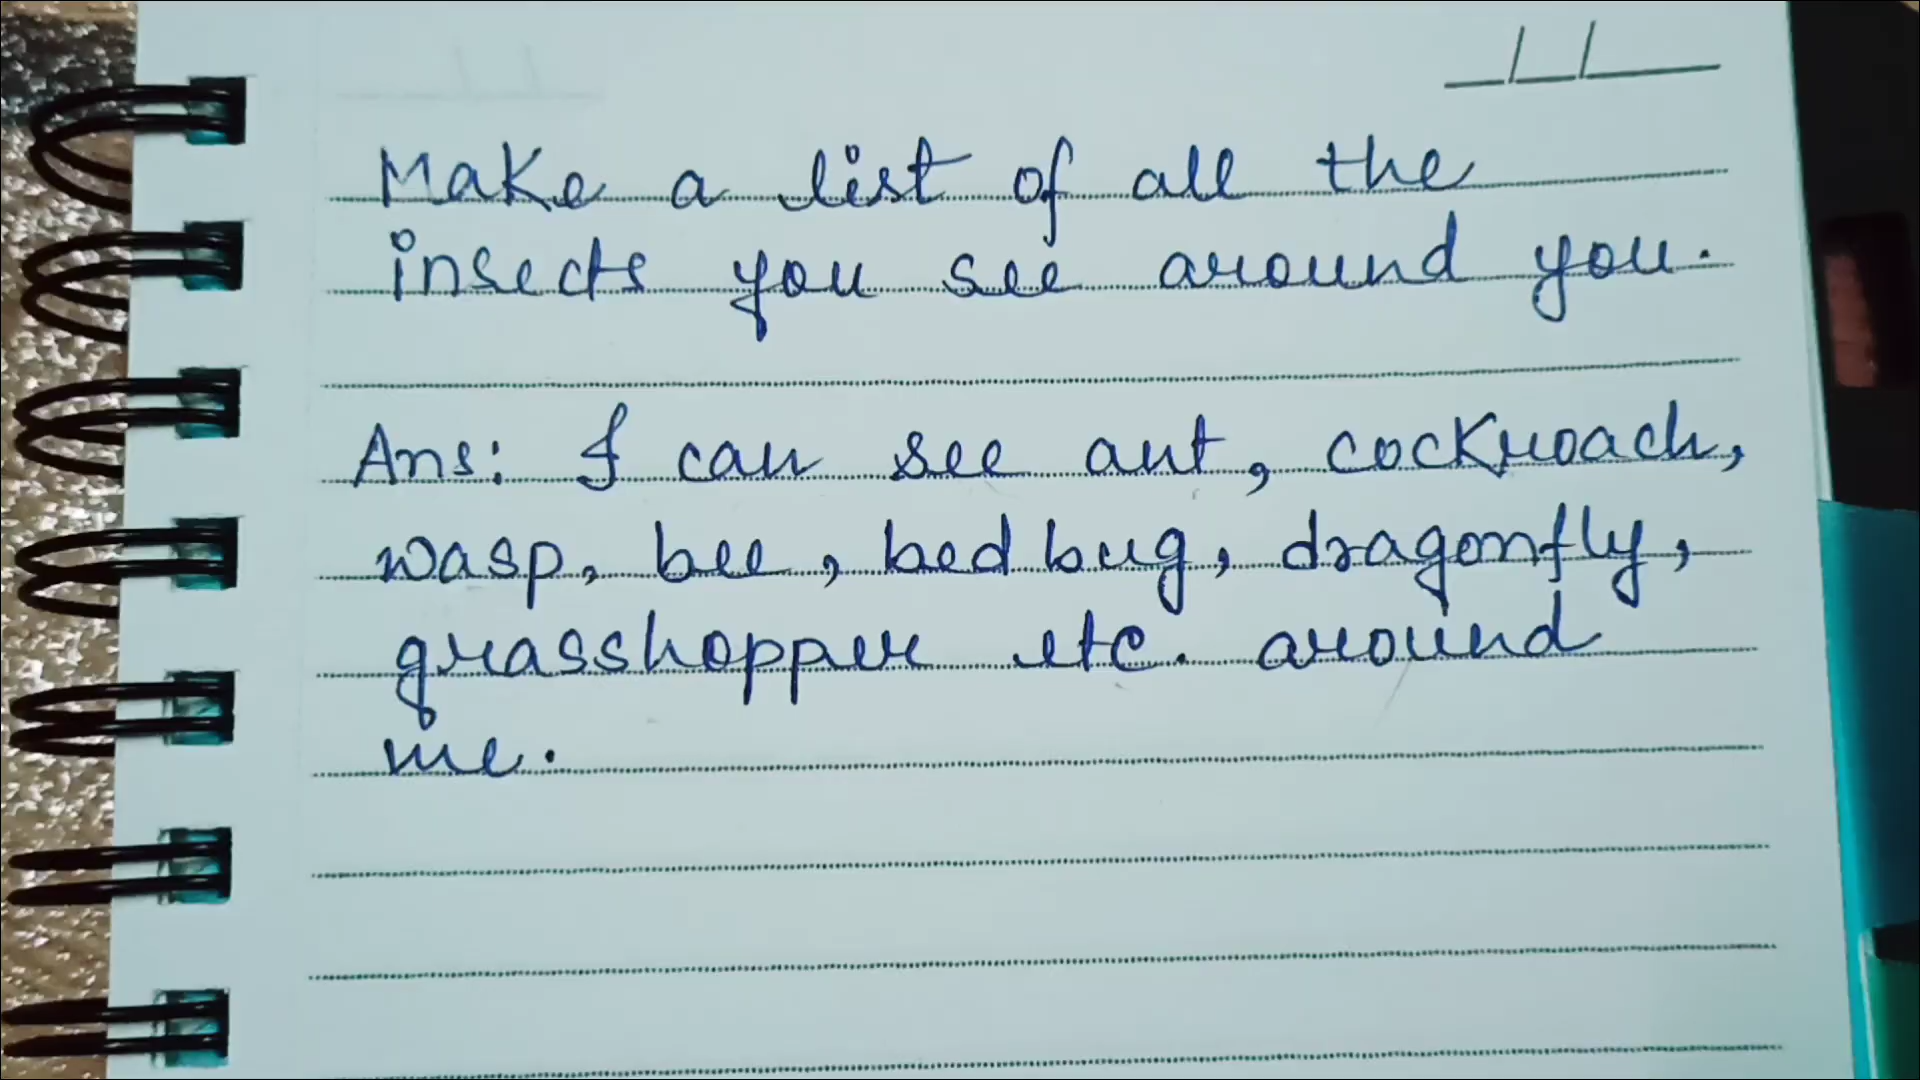 Make a list of all the
insects you see around you.
Ans: I can see ant, cockroach,
wasp, bee, bed bug, dragonfly,
grasshopper etc. around
me.